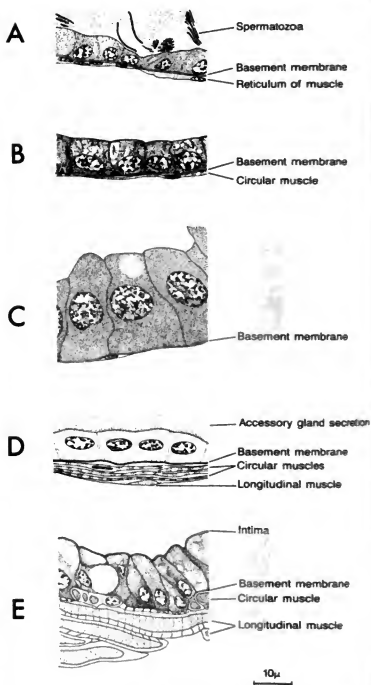 A
Spermatozoa
Basement membrane
Reticulum of muscle
B
Basement membrane
Circular muscle
C
Basement membrane
D
Accessory gland secretion
Basement membrane
Circular muscles
Longitudinal muscle
E
Intima
Basement membrane
Circular muscle
Longitudinal muscle
10μ